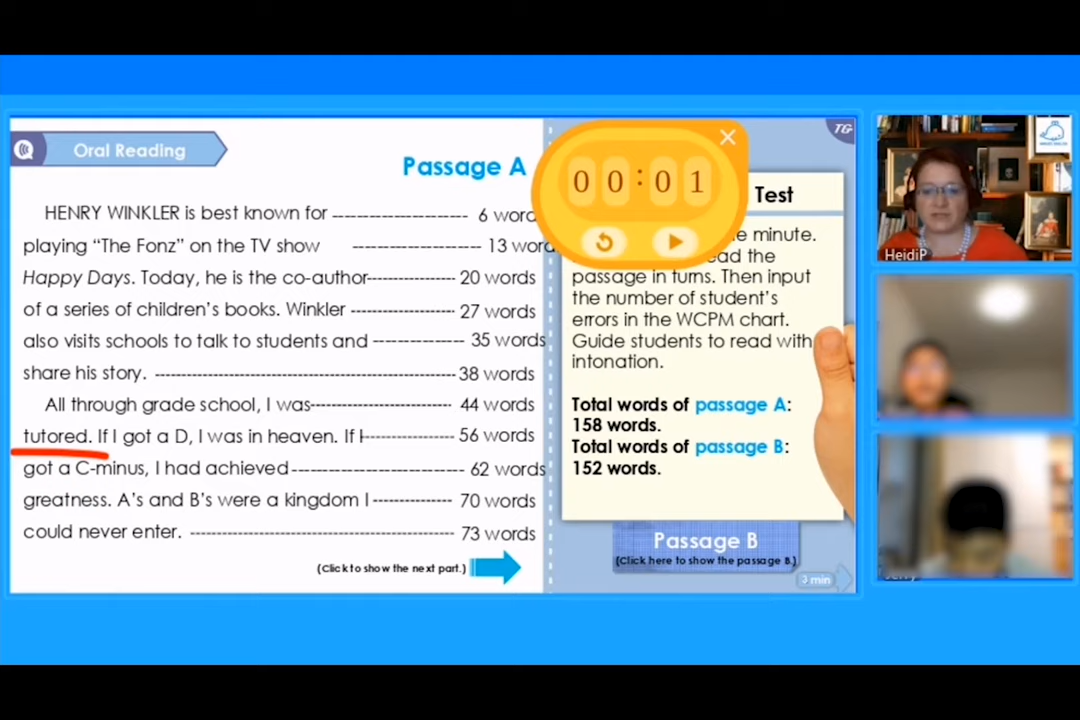 Oral Reading
Passage A
HENRY WINKLER is best known for ------------------- 6 word
playing “The Fonz” on the TV show ------------------ 13 word
Happy Days. Today, he is the co-author------------ 20 words
of a series of children’s books. Winkler -------------- 27 words
also visits schools to talk to students and ------------ 35 words
share his story. ------------------------------------------ 38 words
All through grade school, I was------------------- 44 words
tutored. If I got a D, I was in heaven. If I------------ 56 words
got a C-minus, I had achieved ----------------------- 62 words
greatness. A’s and B’s were a kingdom I----------- 70 words
could never enter. ------------------------------------ 73 words
(Click to show the next part.)
00:01
TG
Test
minute.
the
passage in turns. Then input
the number of student’s
errors in the WCPM chart.
Guide students to read with
intonation.
Total words of passage A:
158 words.
Total words of passage B:
152 words.
Passage B
(Click here to show the passage B.)
3 min
HeidiP